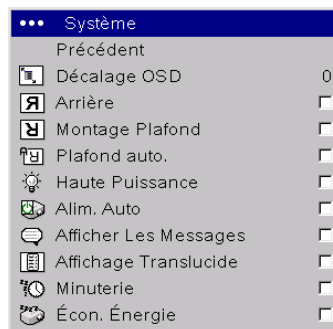 ••• Système
Précédent
Décalage OSD 0
Arrière
Montage Plafond
Plafond auto.
Haute Puissance
Alim. Auto
Afficher Les Messages
Affichage Translucide
Minuterie
Écon. Énergie